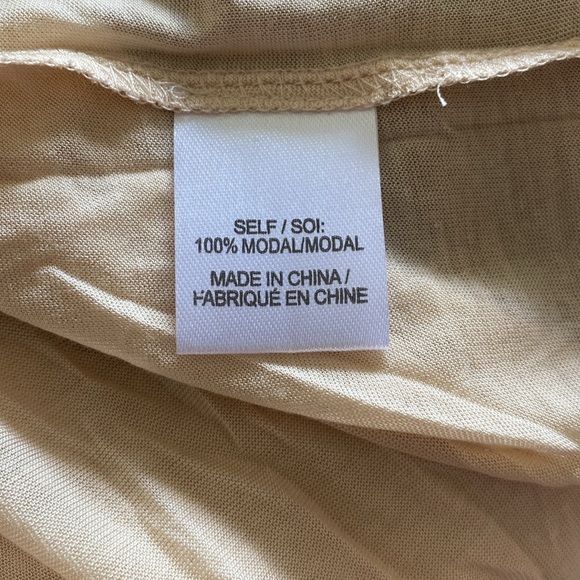 SELF / SOI:
100% MODAL/MODAL
MADE IN CHINA /
FABRIQUÉ EN CHINE